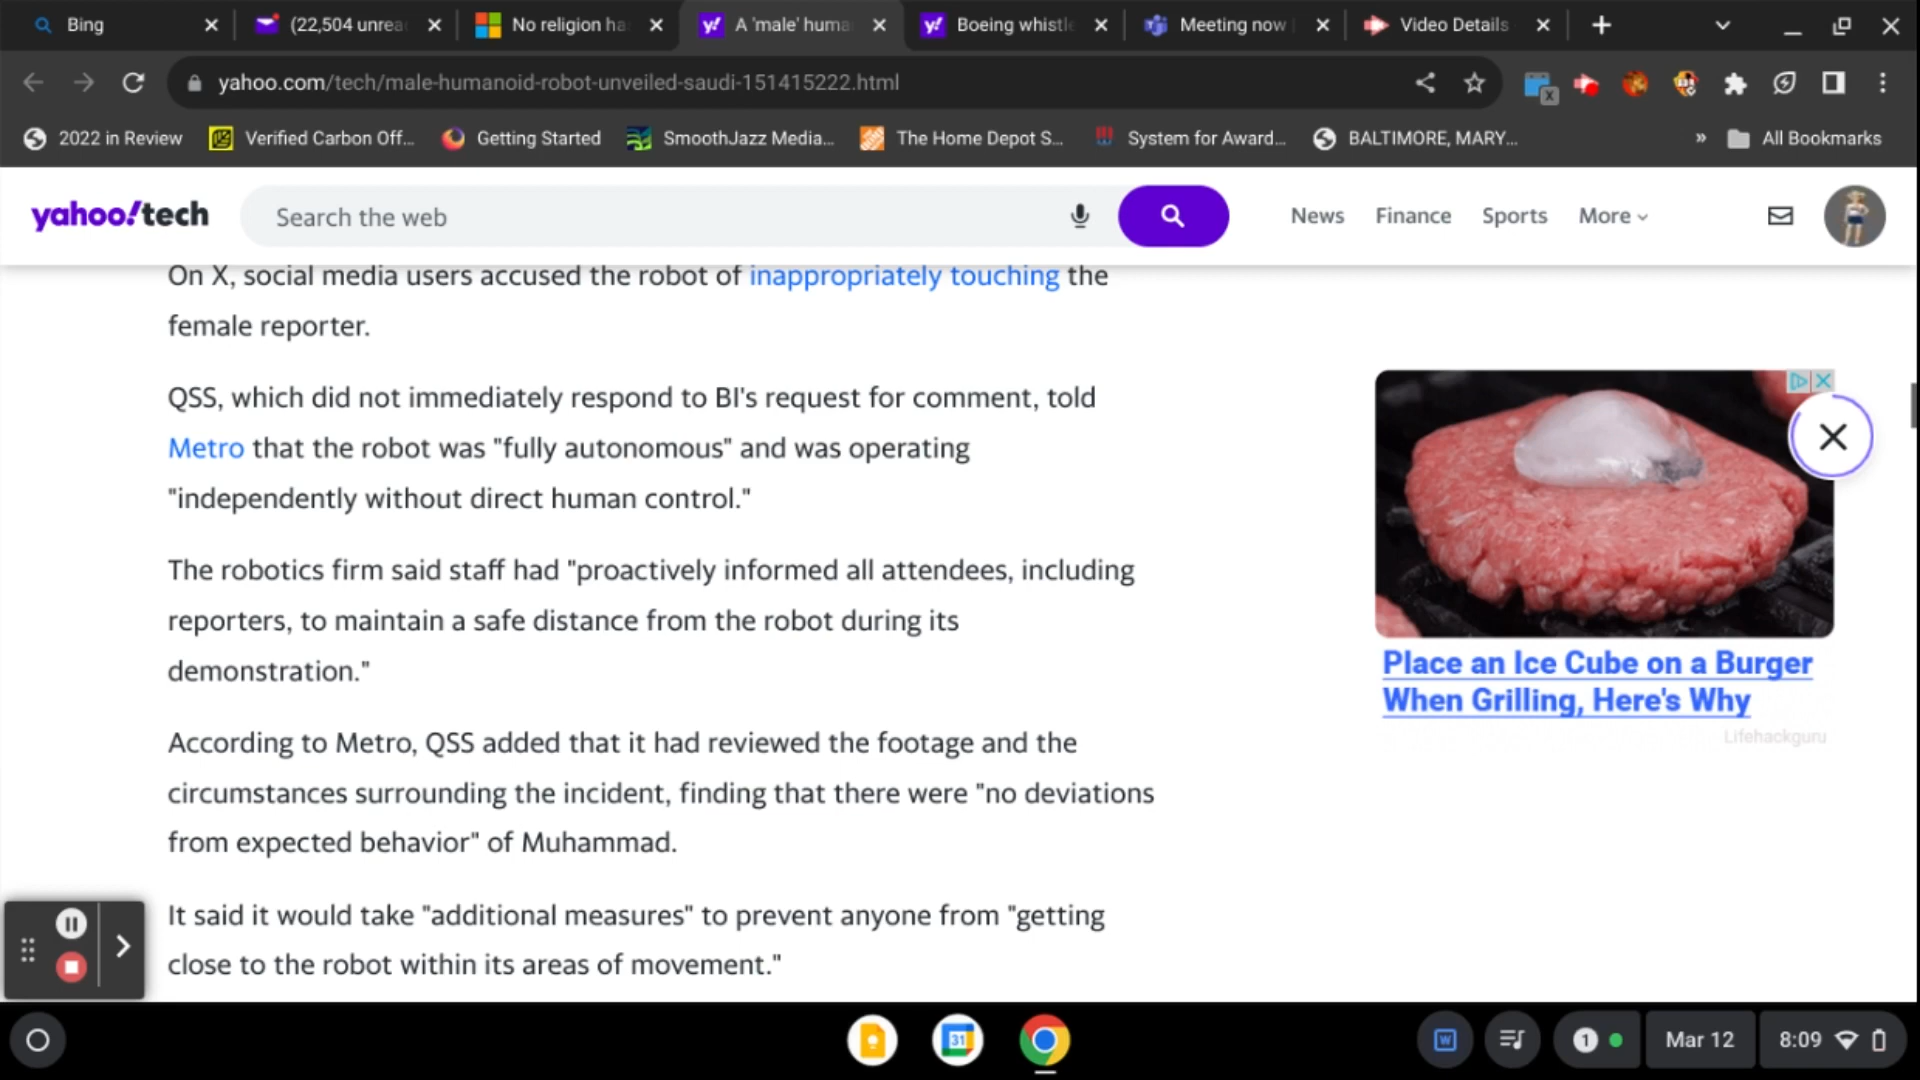 Bing
(22,504 unrea
No religion ha
A 'male' huma
Boeing whistle
Meeting now
Video Details
yahoo.com/tech/male-humanoid-robot-unveiled-saudi-151415222.html
2022 in Review
Verified Carbon Off...
Getting Started
SmoothJazz Media...
The Home Depot S...
System for Award...
BALTIMORE, MARY...
»
All Bookmarks
yahoo!tech
Search the web
News
Finance
Sports
More
On X, social media users accused the robot of inappropriately touching the
female reporter.
QSS, which did not immediately respond to BI's request for comment, told
Metro that the robot was "fully autonomous" and was operating
"independently without direct human control."
The robotics firm said staff had "proactively informed all attendees, including
reporters, to maintain a safe distance from the robot during its
demonstration."
According to Metro, QSS added that it had reviewed the footage and the
circumstances surrounding the incident, finding that there were "no deviations
from expected behavior" of Muhammad.
It said it would take "additional measures" to prevent anyone from "getting
close to the robot within its areas of movement."
Place an Ice Cube on a Burger
When Grilling, Here's Why
Lifehackguru
31
W
1
Mar 12
8:09